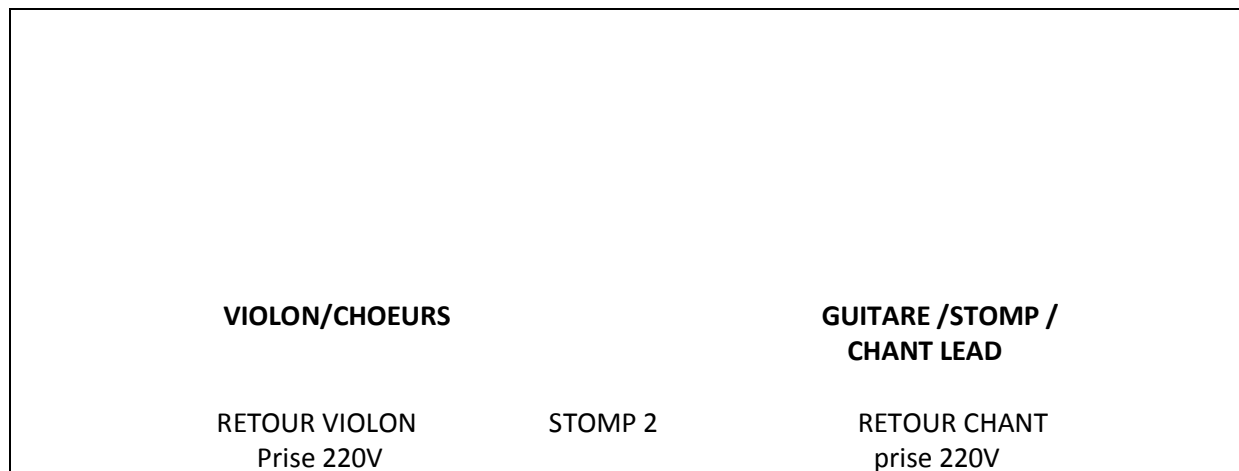 VIOLON/CHOEURS GUITARE /STOMP /
CHANT LEAD
RETOUR VIOLON STOMP 2 RETOUR CHANT
Prise 220V prise 220V